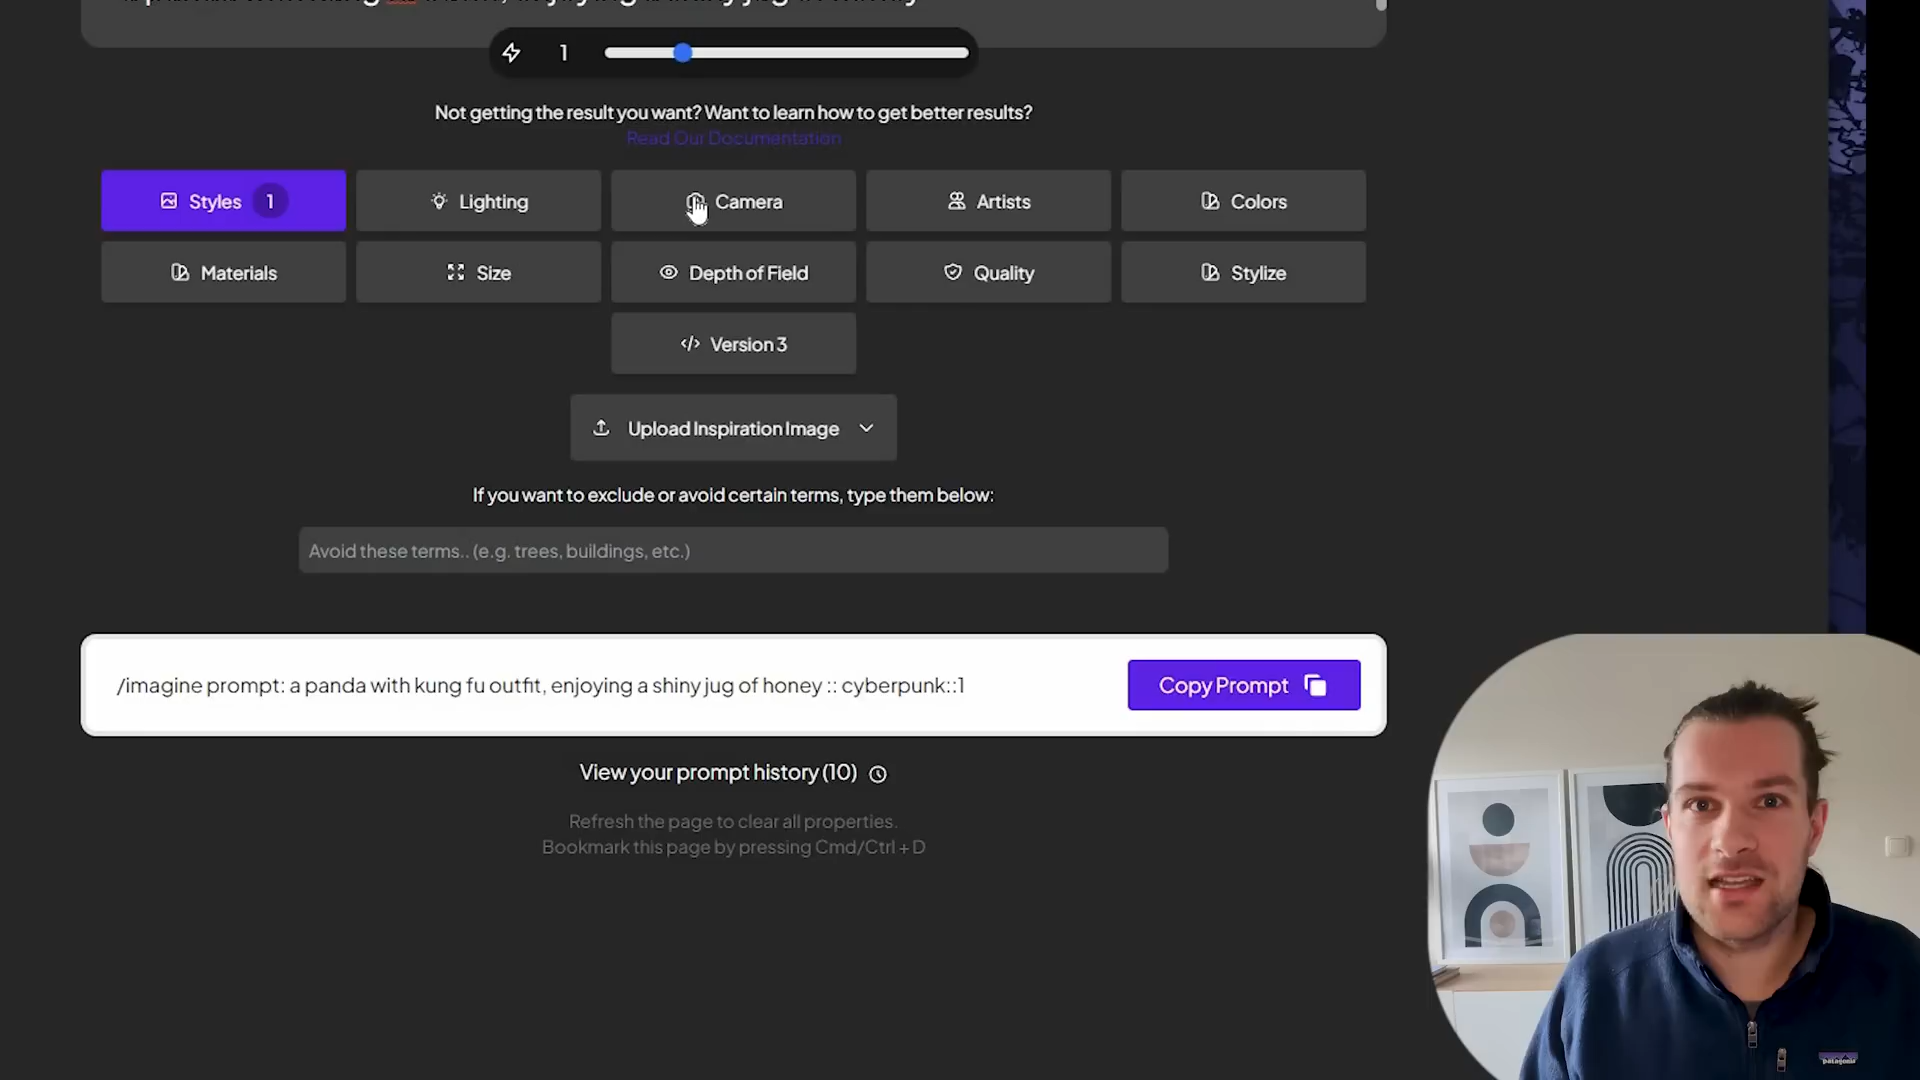 1
Not getting the result you want? Want to learn how to get better results?
Read Our Documentation
Styles 1
Lighting
Camera
Artists
Colors
Materials
Size
Depth of Field
Quality
Stylize
</> Version 3
Upload Inspiration Image
If you want to exclude or avoid certain terms, type them below:
Avoid these terms.. (e.g. trees, buildings, etc.)
/imagine prompt: a panda with kung fu outfit, enjoying a shiny jug of honey :: cyberpunk::1
Copy Prompt
View your prompt history (10)
Refresh the page to clear all properties.
Bookmark this page by pressing Cmd/Ctrl + D
patagonia